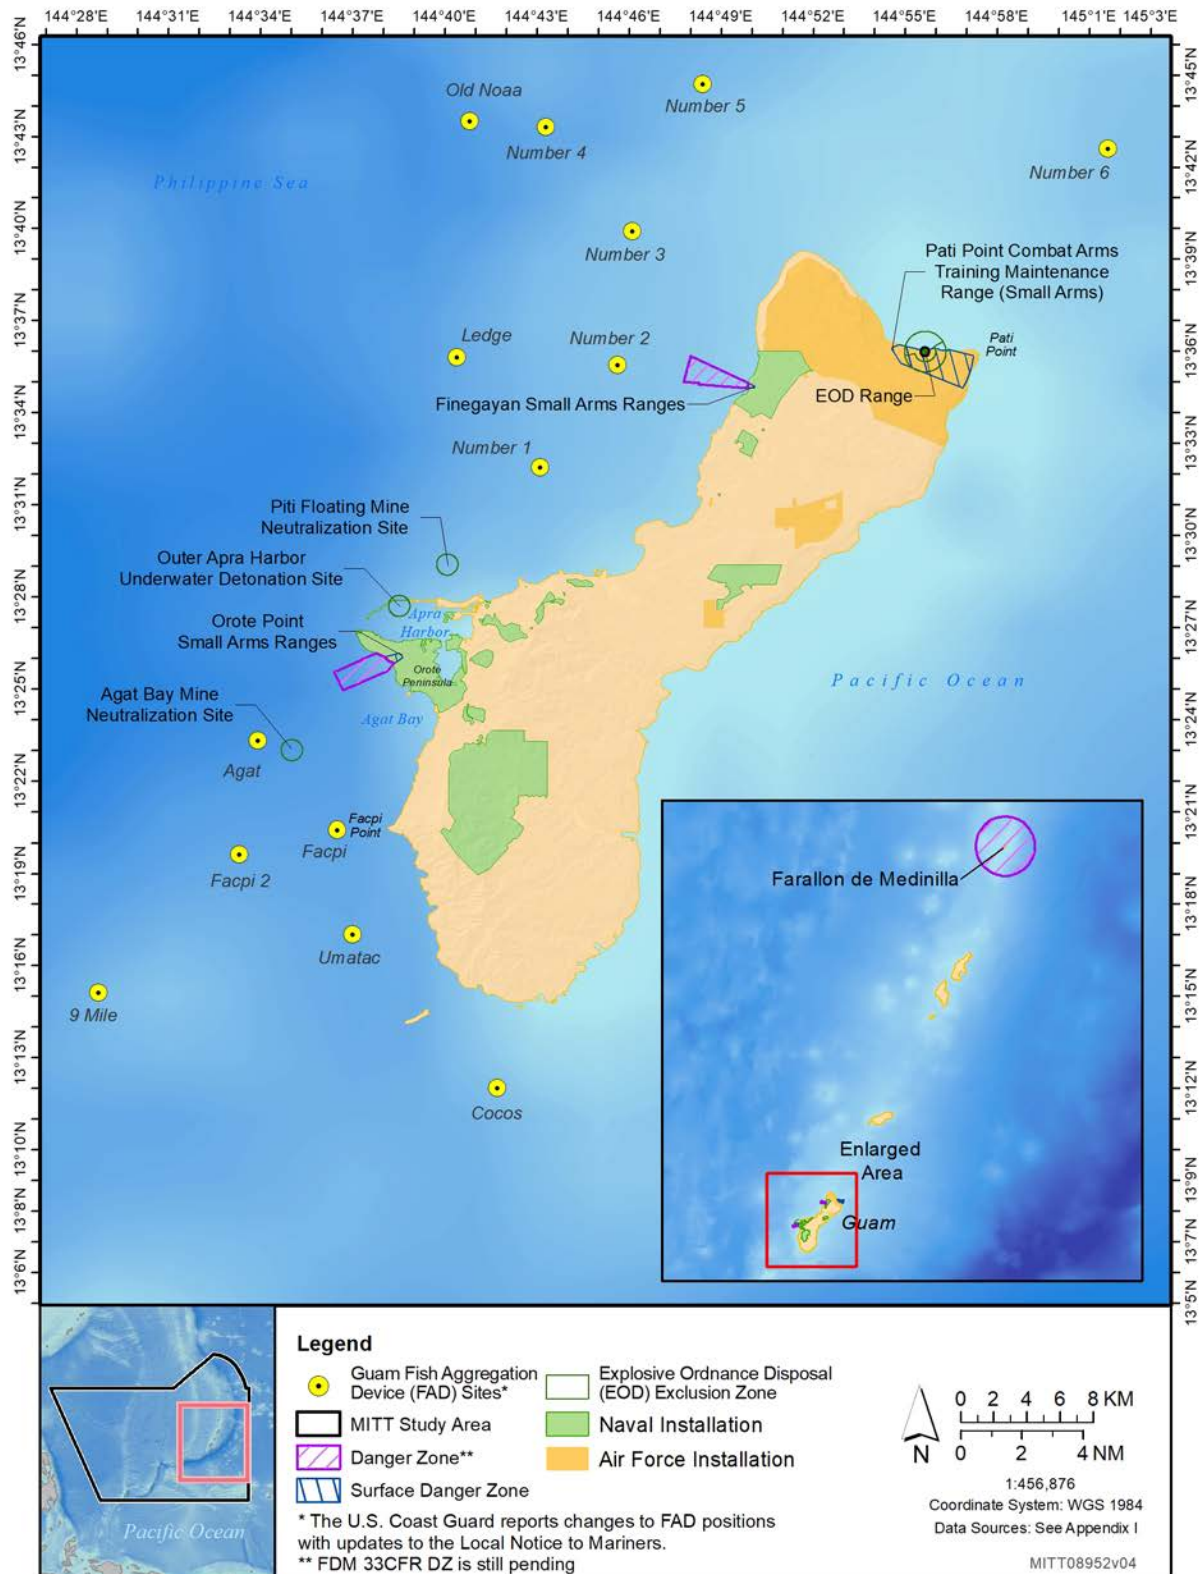 144°28'E 144°31'E 144°34'E 144°37'E 144°40'E 144°43'E 144°46'E 144°49'E 144°52'E 144°55'E 144°58'E 145°1'E 145°3'E
13°46'N
13°43'N
13°40'N
13°37'N
13°34'N
13°31'N
13°28'N
13°25'N
13°22'N
13°19'N
13°16'N
13°13'N
13°10'N
13°8'N
13°6'N
13°45'N
13°42'N
13°39'N
13°36'N
13°33'N
13°30'N
13°27'N
13°24'N
13°21'N
13°18'N
13°15'N
13°12'N
13°9'N
13°7'N
13°5'N
Old Noaa
Number 5
Number 4
Number 6
Philippine Sea
Number 3
Pati Point Combat Arms
Training Maintenance
Range (Small Arms)
Ledge
Number 2
Pati
Point
Finegayan Small Arms Ranges
EOD Range
Number 1
Piti Floating Mine
Neutralization Site
Outer Apra Harbor
Underwater Detonation Site
Apra
Harbor
Orote Point
Small Arms Ranges
Orote
Peninsula
Pacific Ocean
Agat Bay Mine
Neutralization Site
Agat Bay
Agat
Facpi
Point
Facpi
Facpi 2
Umatac
9 Mile
Cocos
Farallon de Medinilla
Enlarged
Area
Guam
Pacific Ocean
Legend
Guam Fish Aggregation
Device (FAD) Sites*
MITT Study Area
Danger Zone**
Surface Danger Zone
Explosive Ordnance Disposal
(EOD) Exclusion Zone
Naval Installation
Air Force Installation
* The U.S. Coast Guard reports changes to FAD positions
with updates to the Local Notice to Mariners.
** FDM 33CFR DZ is still pending
N
0 2 4 6 8 KM
0 2 4 NM
1:456,876
Coordinate System: WGS 1984
Data Sources: See Appendix I
MITT08952v04